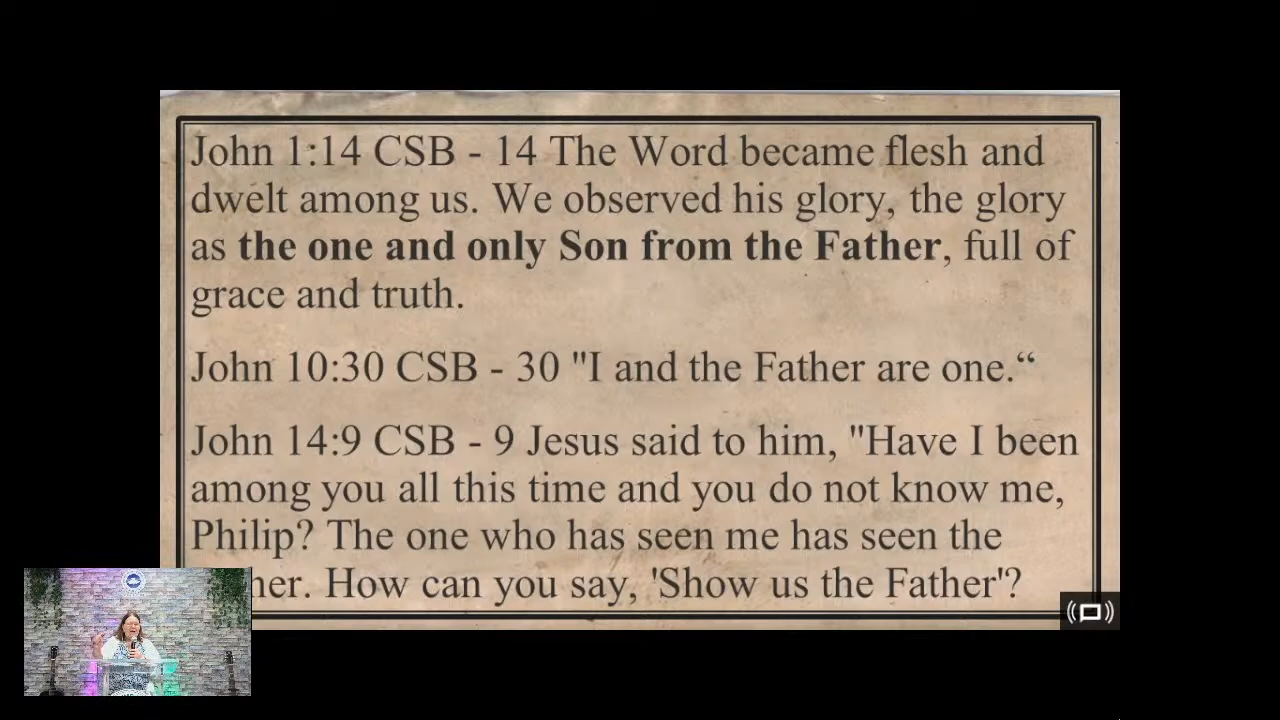 John 1:14 CSB - 14 The Word became flesh and
dwelt among us. We observed his glory, the glory
as the one and only Son from the Father, full of
grace and truth.
John 10:30 CSB - 30 "I and the Father are one.“
John 14:9 CSB - 9 Jesus said to him, "Have I been
among you all this time and you do not know me,
Philip? The one who has seen me has seen the
her. How can you say, 'Show us the Father'?